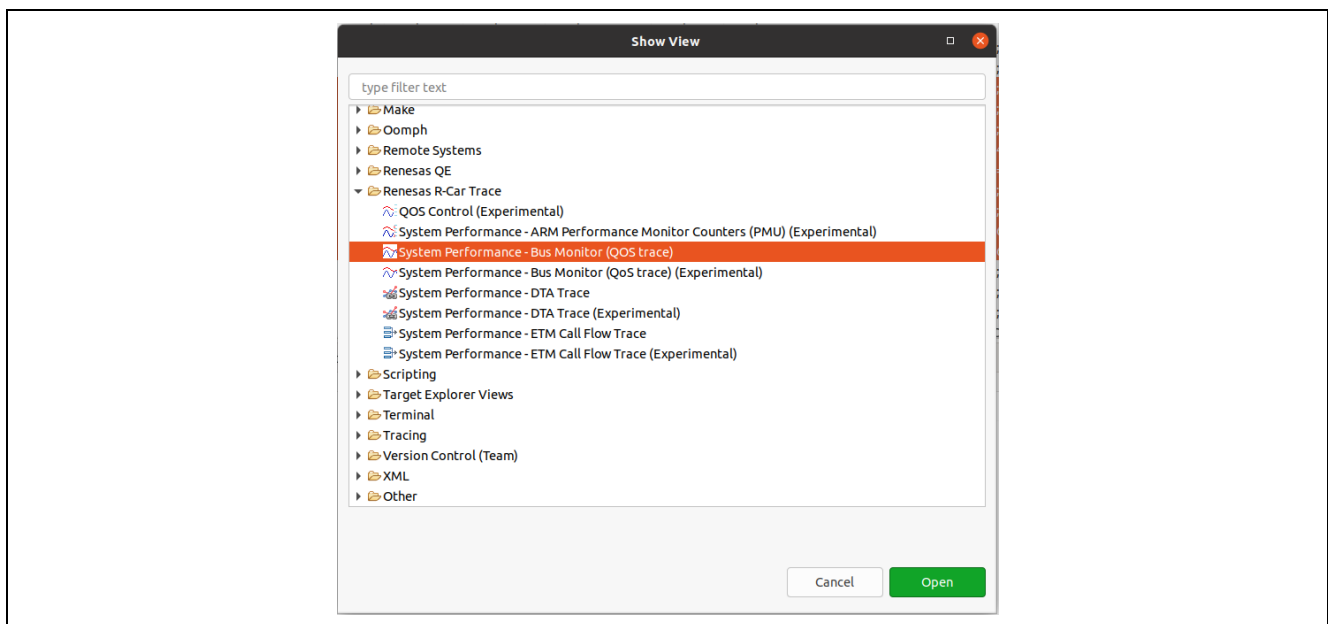 Show View
type filter text
Make
Oomph
Remote Systems
Renesas QE
Renesas R-Car Trace
QOS Control (Experimental)
System Performance - ARM Performance Monitor Counters (PMU) (Experimental)
System Performance - Bus Monitor (QOS trace)
System Performance - Bus Monitor (QoS trace) (Experimental)
System Performance - DTA Trace
System Performance - DTA Trace (Experimental)
System Performance - ETM Call Flow Trace
System Performance - ETM Call Flow Trace (Experimental)
Scripting
Target Explorer Views
Terminal
Tracing
Version Control (Team)
XML
Other
Cancel Open